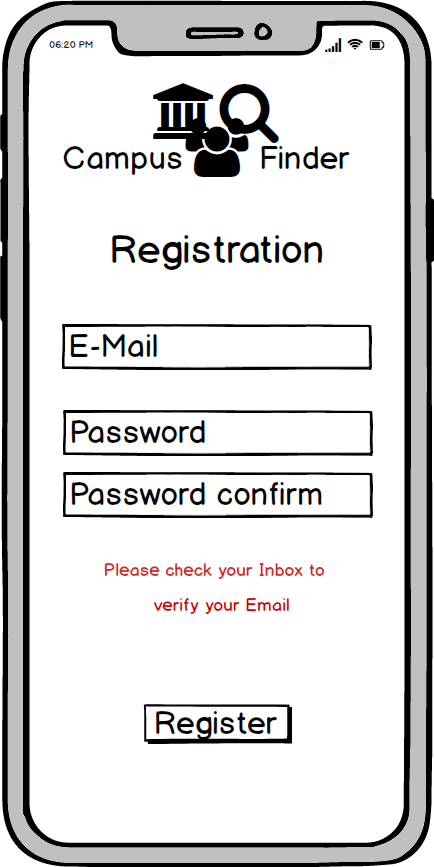 06:20 PM
Campus Finder
Registration
E-Mail
Password
Password confirm
Please check your Inbox to
verify your Email
Register